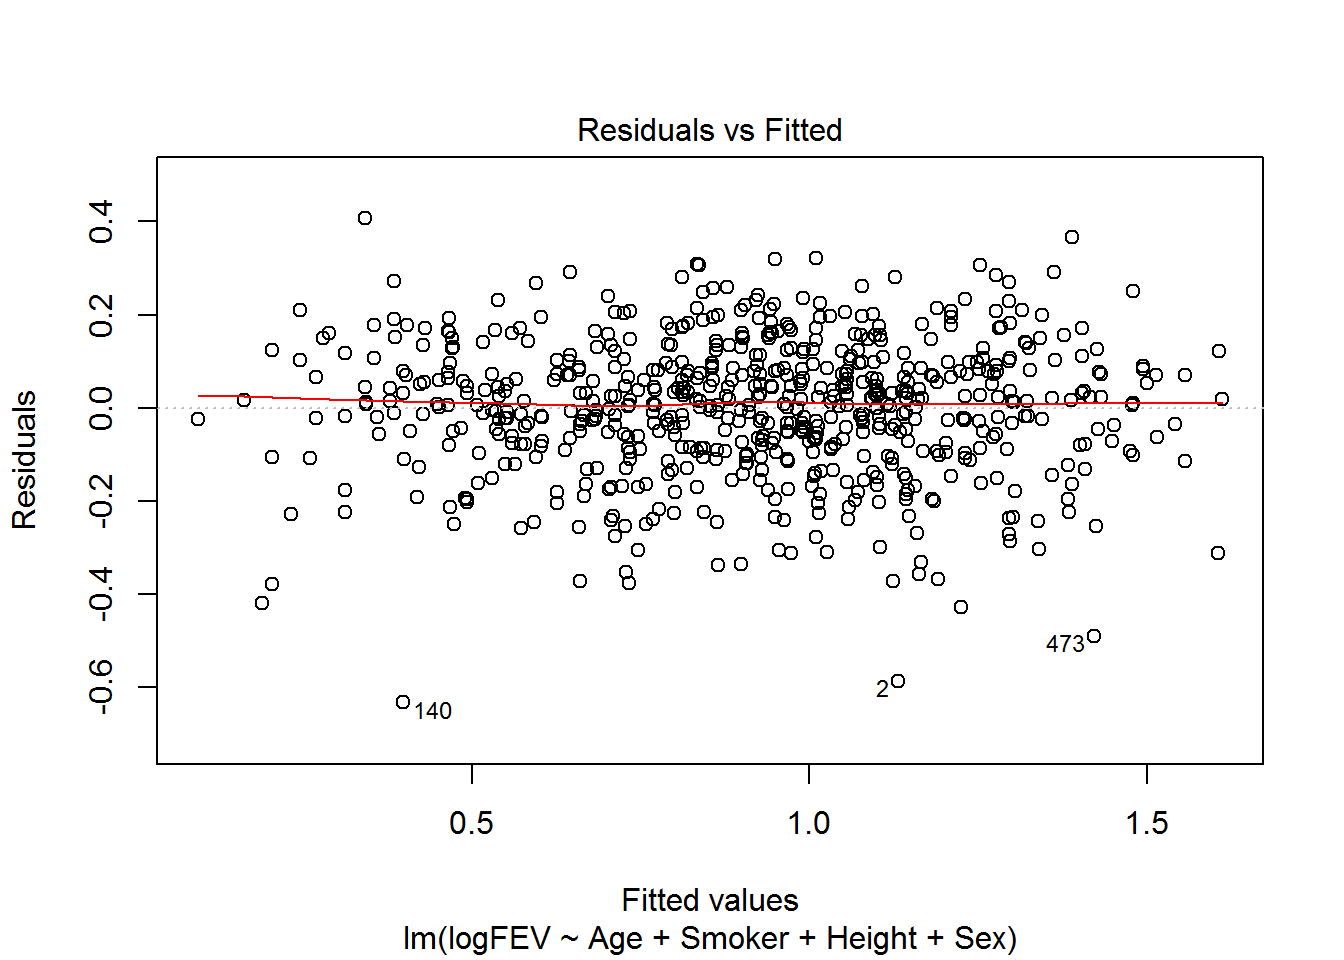 Residuals vs Fitted
Residuals
0.4
0.2
0.0
-0.2
-0.4
-0.6
473
2
140
0.5 1.0 1.5
Fitted values
lm(logFEV ~ Age + Smoker + Height + Sex)